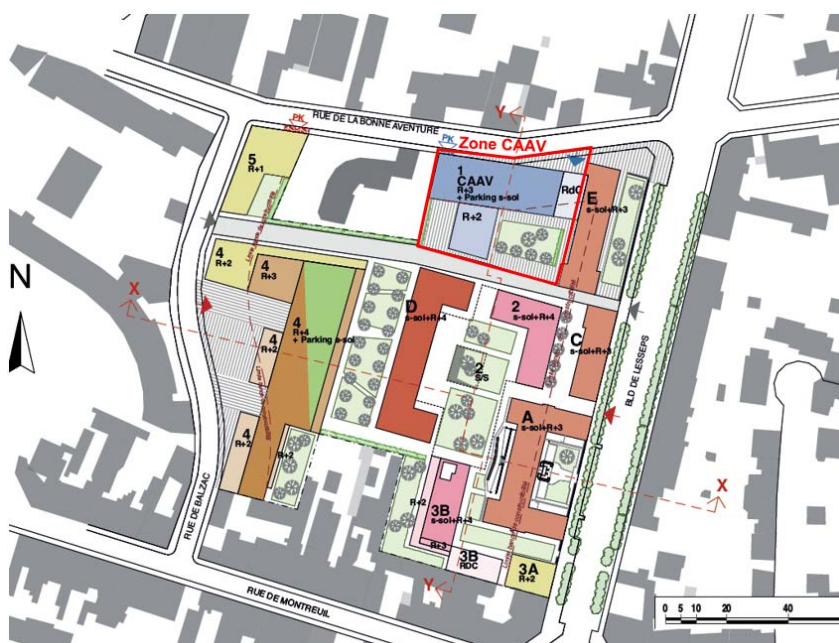 RUE DE LA BONNE AVENTURE
PK
PK
Zone CAAV
Y
5
R+1
1
CAAV
R+3
+ Parking s-sol
RdC
E
s-sol+R+3
R+2
N
4
R+2
4
R+3
X
4
R+4
+ Parking s-sol
D
s-sol+R+4
2
s-sol+R+4
C
s-sol+R+3
BLD DE LESSEPS
4
R+2
2
S/S
A
s-sol+R+3
4
R+2
R+2
X
RUE DE BALZAC
R+2
3B
s-sol+R+4
R+3
3B
RDC
3A
R+2
Y
RUE DE MONTREUIL
0 5 10 20 40